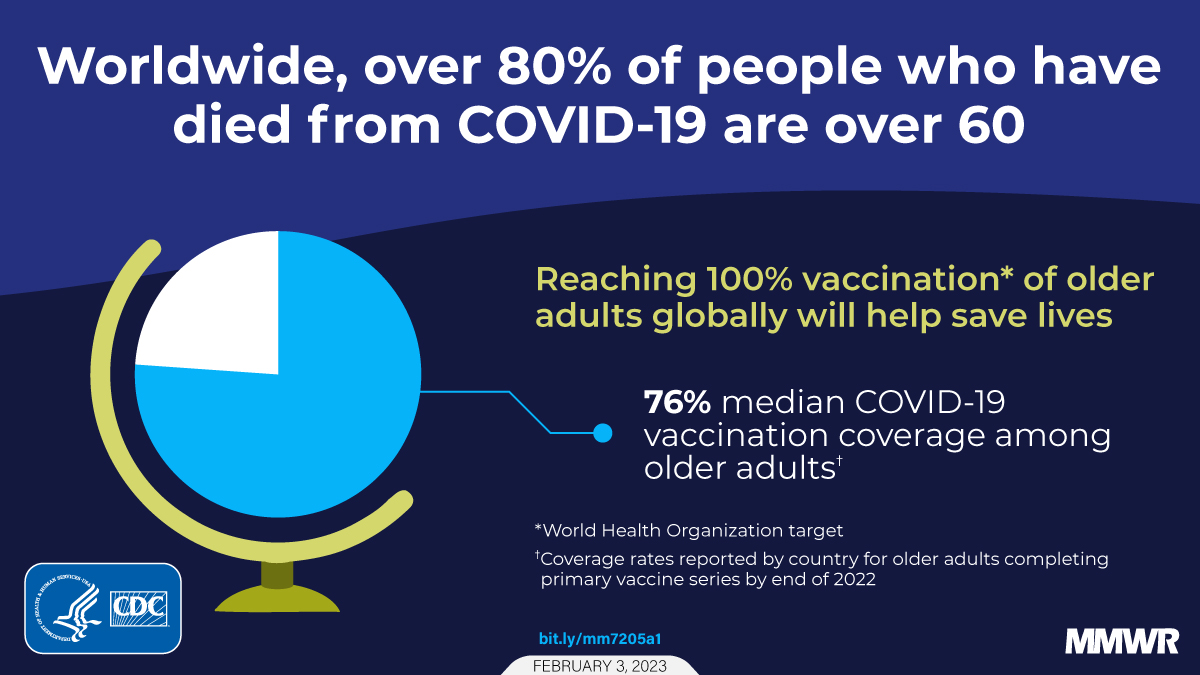 Worldwide, over 80% of people who have
died from COVID-19 are over 60
Reaching 100% vaccination* of older
adults globally will help save lives
76% median COVID-19
vaccination coverage among
older adults†
*World Health Organization target
†Coverage rates reported by country for older adults completing
primary vaccine series by end of 2022
DEPARTMENT OF HEALTH & HUMAN SERVICES USA
CDC
bit.ly/mm7205a1
MMWR
FEBRUARY 3, 2023